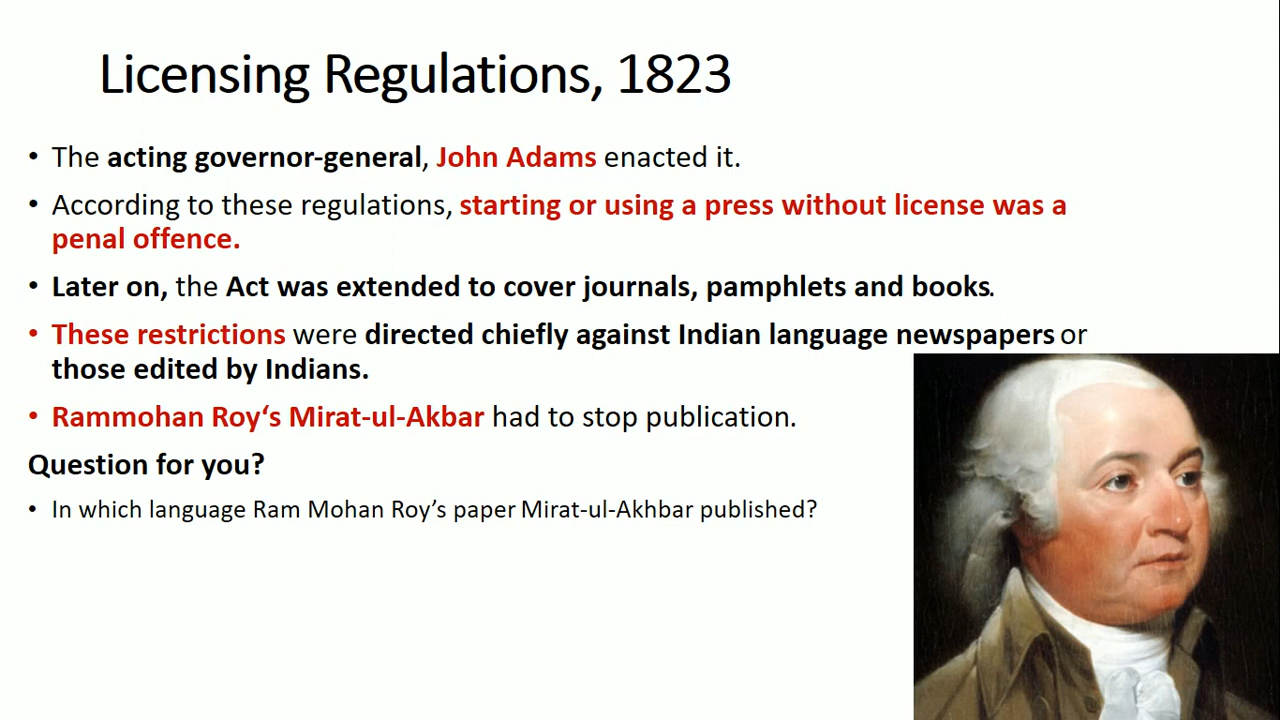 Licensing Regulations, 1823
• The acting governor-general, John Adams enacted it.
• According to these regulations, starting or using a press without license was a
penal offence.
• Later on, the Act was extended to cover journals, pamphlets and books.
• These restrictions were directed chiefly against Indian language newspapers or
those edited by Indians.
• Rammohan Roy‘s Mirat-ul-Akbar had to stop publication.
Question for you?
• In which language Ram Mohan Roy’s paper Mirat-ul-Akhbar published?